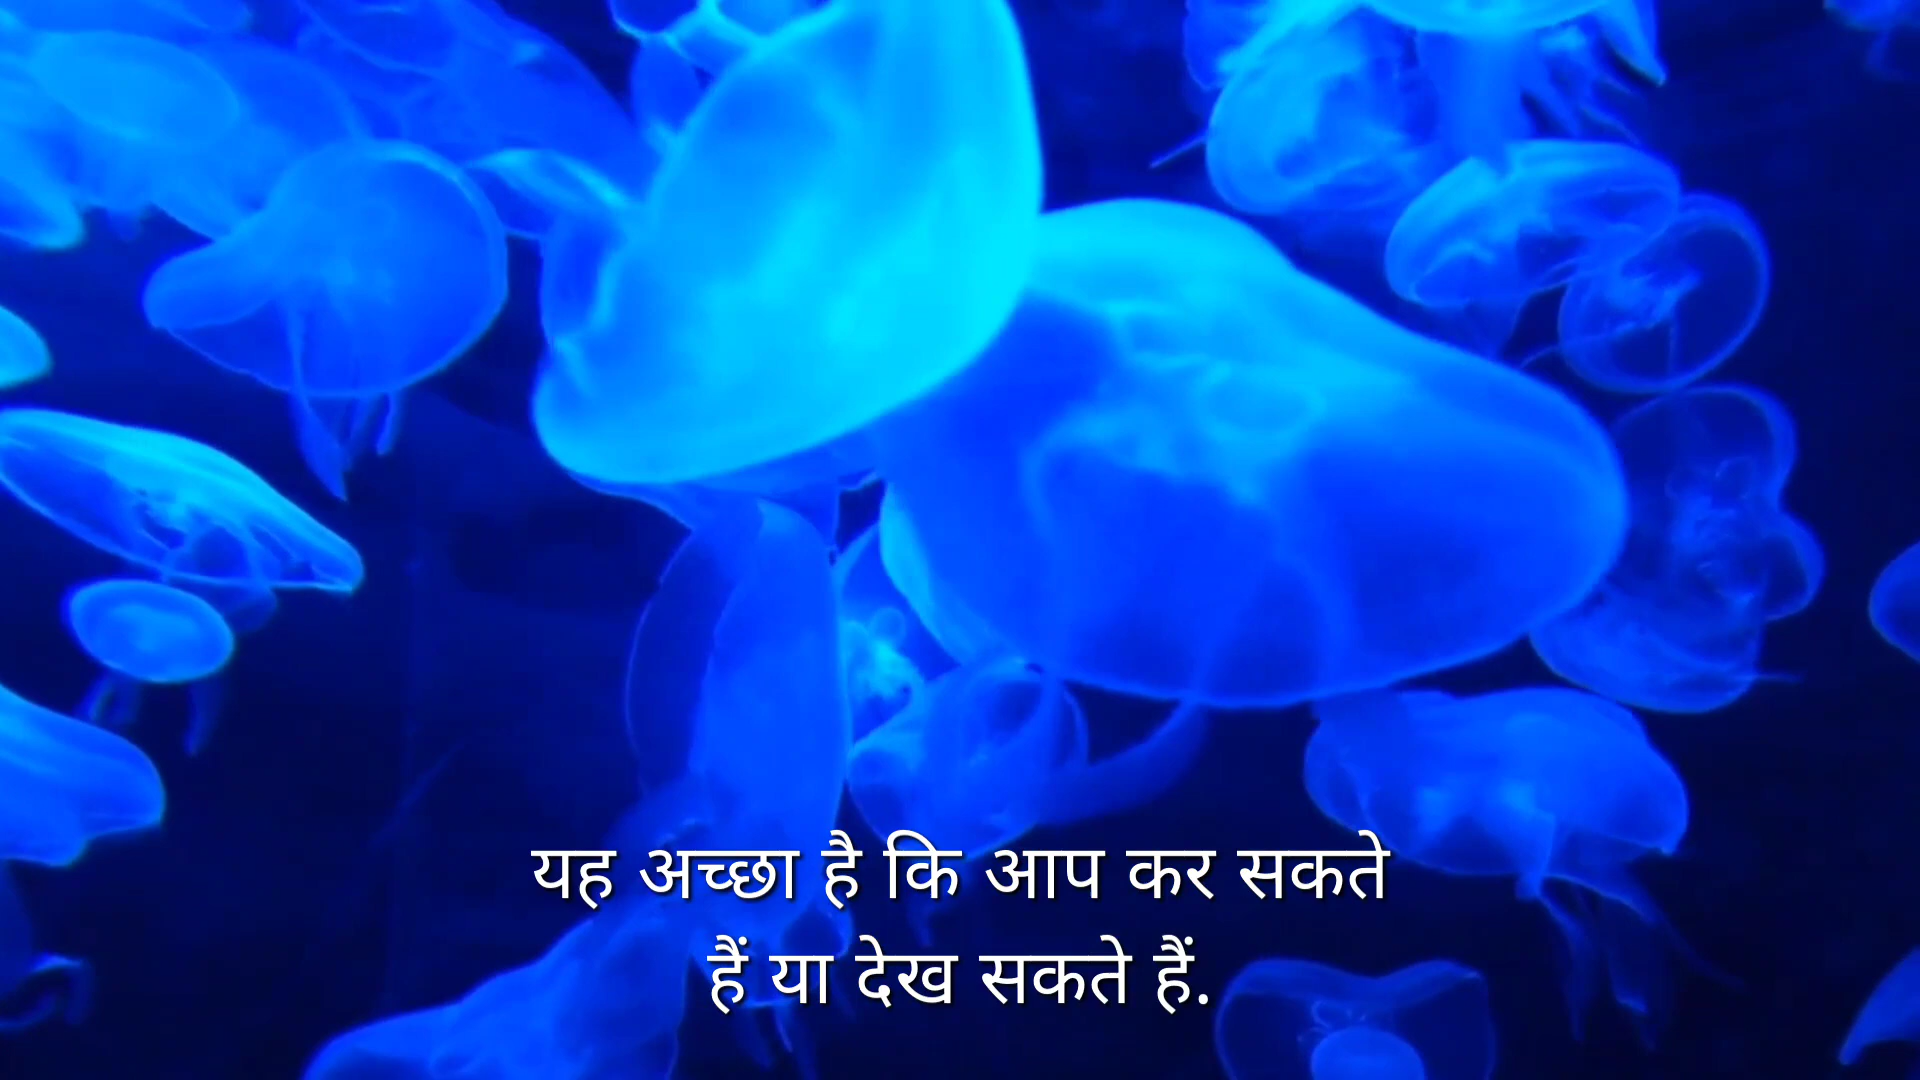 यह अच्छा है कि आप कर सकते
हैं या देख सकते हैं.